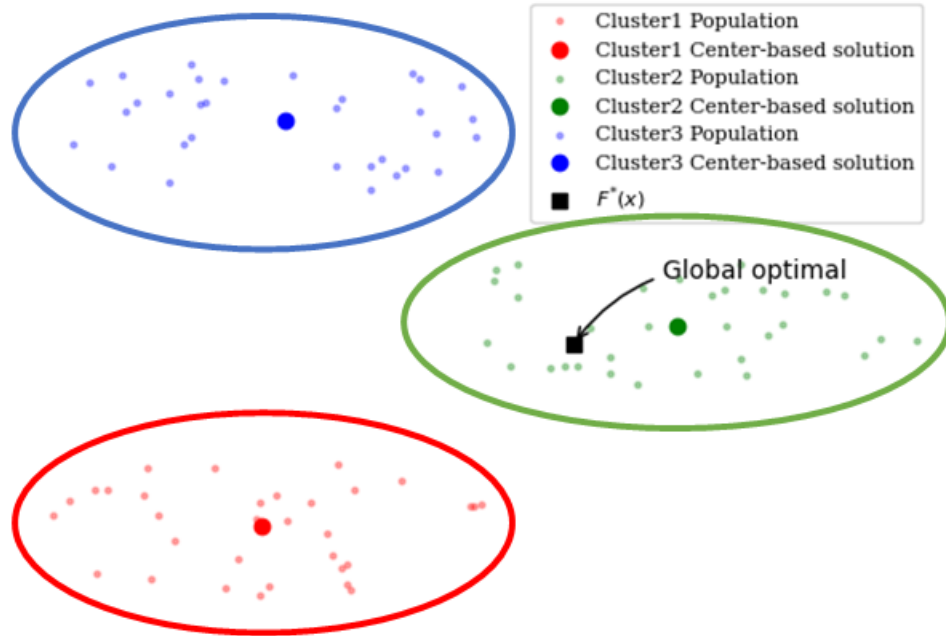 Cluster1 Population
Cluster1 Center-based solution
Cluster2 Population
Cluster2 Center-based solution
Cluster3 Population
Cluster3 Center-based solution
F*(x)
Global optimal